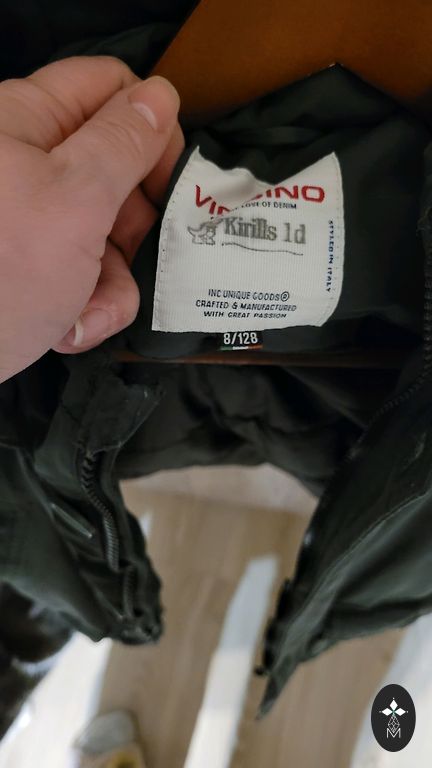 VINGINO
LOVE OF DENIM
Kirills 1d
STYLED IN ITALY
INC UNIQUE GOODS®
CRAFTED & MANUFACTURED
WITH GREAT PASSION
8/128
M